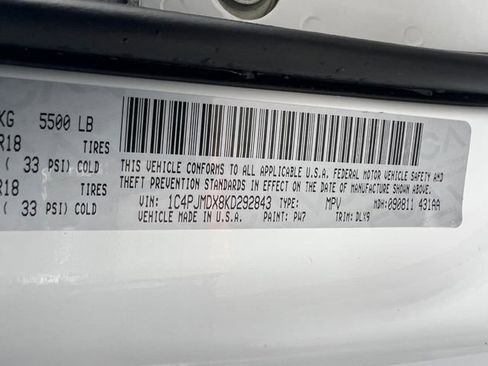 KG 5500 LB
R18 TIRES
( 33 PSI) COLD
R18 TIRES
( 33 PSI) COLD
THIS VEHICLE CONFORMS TO ALL APPLICABLE U.S.A. FEDERAL MOTOR VEHICLE SAFETY AND
THEFT PREVENTION STANDARDS IN EFFECT ON THE DATE OF MANUFACTURE SHOWN ABOVE.
VIN: 1C4PJMDX8KD292843 TYPE: MPV MDH: 090811 431AA
VEHICLE MADE IN U.S.A. PAINT: PW7 TRIM: DLY9